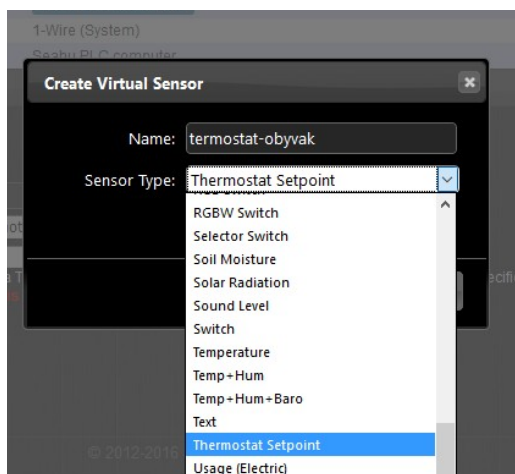 1-Wire (System)
Seahu PLC computer
Create Virtual Sensor
Name: termostat-obyvak
Sensor Type: Thermostat Setpoint
RGBW Switch
Selector Switch
Soil Moisture
Solar Radiation
Sound Level
Switch
Temperature
Temp+Hum
Temp+Hum+Baro
Text
Thermostat Setpoint
Usage (Electric)
© 2012-2016